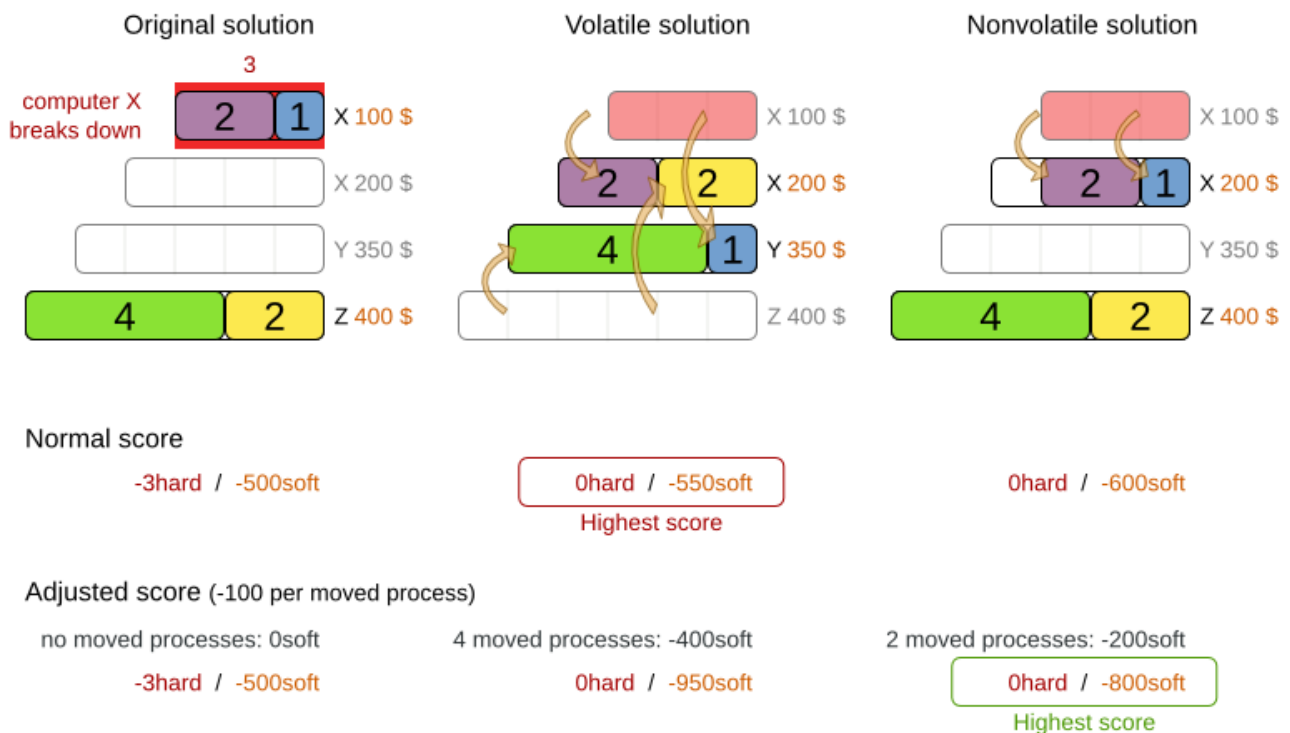 Original solution
Volatile solution
Nonvolatile solution
3
computer X
breaks down
2 1 X 100 $
X 200 $
Y 350 $
4 2 Z 400 $
X 100 $
2 2 X 200 $
4 1 Y 350 $
Z 400 $
X 100 $
2 1 X 200 $
Y 350 $
4 2 Z 400 $
Normal score
-3hard / -500soft
0hard / -550soft
Highest score
0hard / -600soft
Adjusted score (-100 per moved process)
no moved processes: 0soft
-3hard / -500soft
4 moved processes: -400soft
0hard / -950soft
2 moved processes: -200soft
0hard / -800soft
Highest score